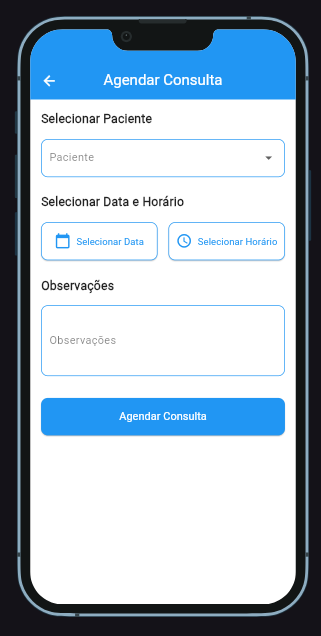 Agendar Consulta
Selecionar Paciente
Paciente
Selecionar Data e Horário
Selecionar Data
Selecionar Horário
Observações
Observações
Agendar Consulta